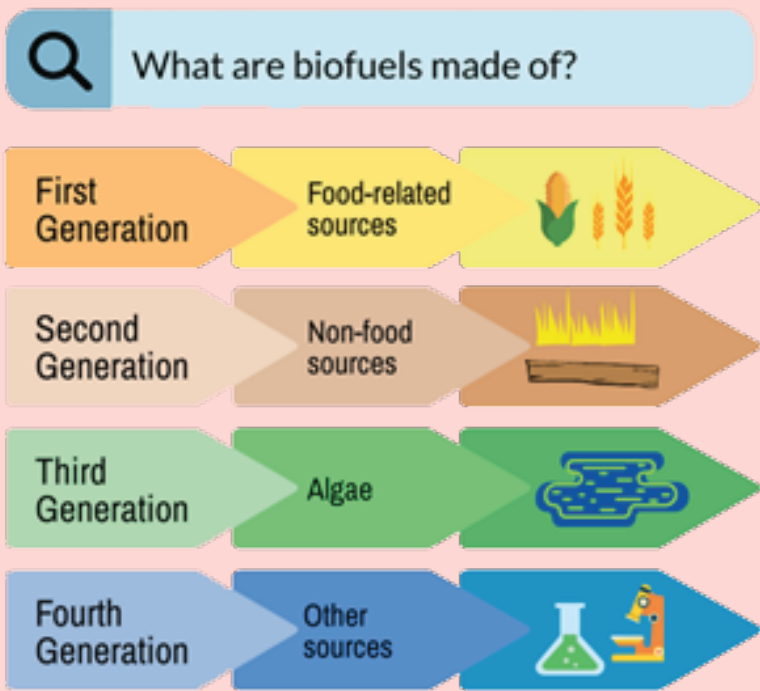 What are biofuels made of?
First
Generation
Food-related
sources
Second
Generation
Non-food
sources
Third
Generation
Algae
Fourth
Generation
Other
sources